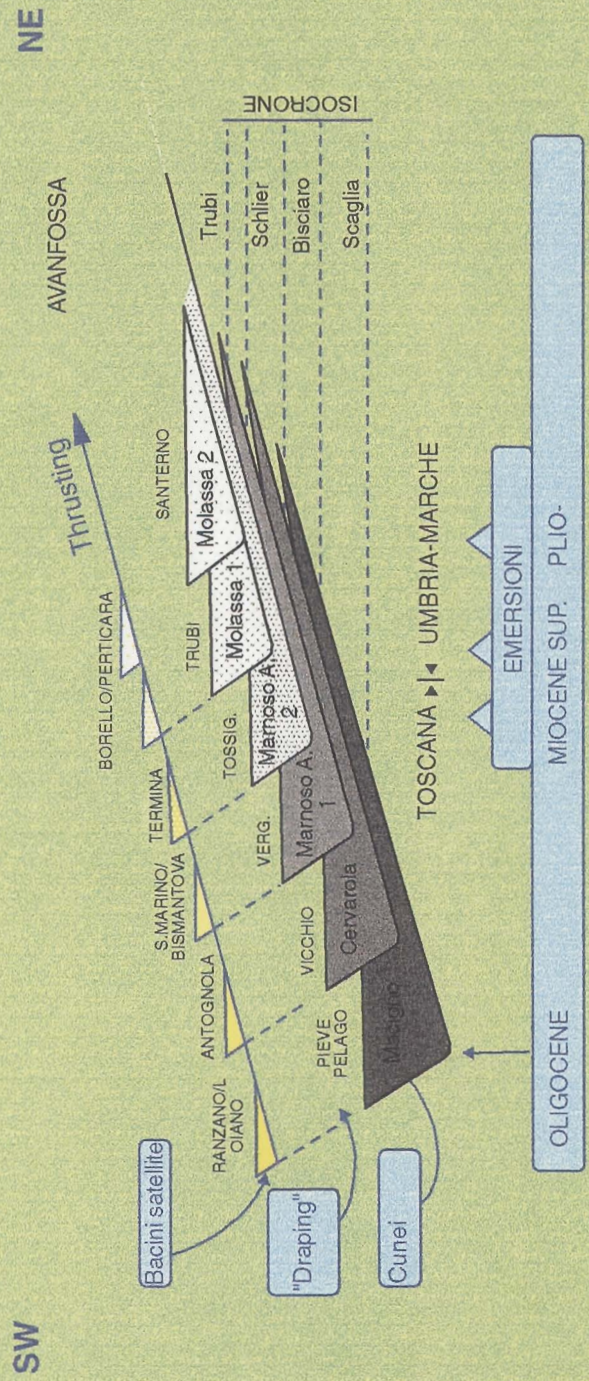 SW
NE
AVANFOSSA
Thrusting
BORELLO/PERTICARA
TERMINA
S.MARINO/
BISMANTOVA
ANTOGNOLA
RANZANO/L
OIANO
Bacini satellite
"Draping"
Cunei
SANTERNO
TRUBI
TOSSIG.
VERG.
VICCHIO
PIEVE
PELAGO
Molassa 2
Molassa 1
Marnoso A.
2
Marnoso A.
1
Cervarola
Macigno
Trubi
Schlier
Bisciaro
Scaglia
ISOCRONE
TOSCANA UMBRIA-MARCHE
EMERSIONI
OLIGOCENE MIOCENE SUP. PLIO-